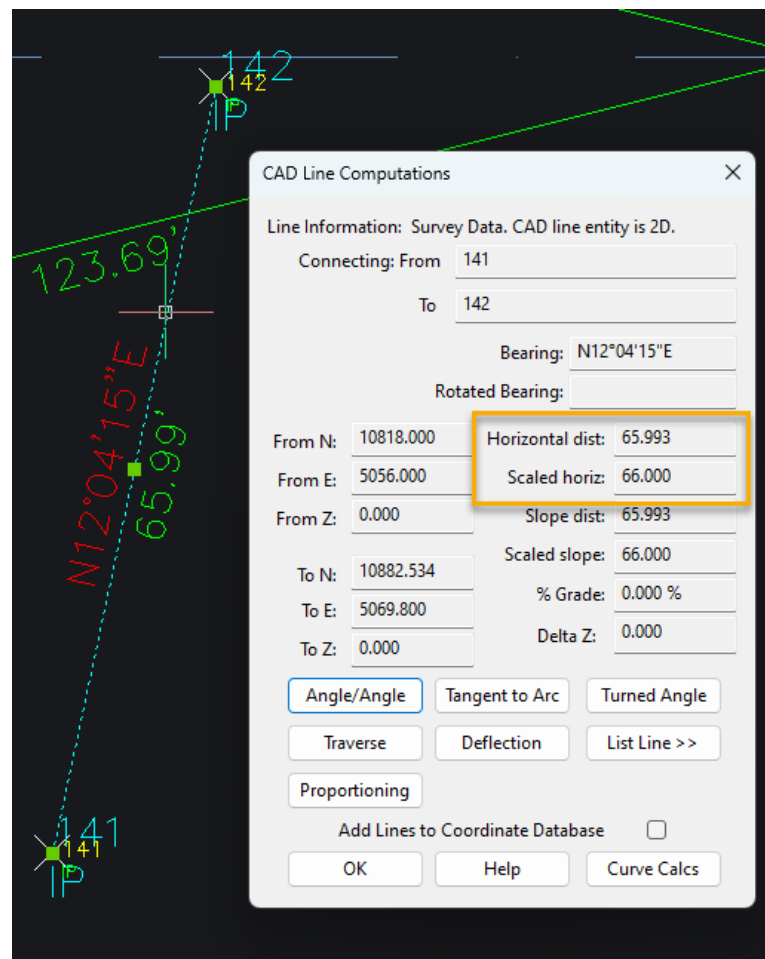 142
142
IP
123.69'
N12°04'15"E
65.99'
141
141
IP
CAD Line Computations
Line Information: Survey Data. CAD line entity is 2D.
Connecting: From 141
To 142
Bearing: N12°04'15"E
Rotated Bearing:
From N: 10818.000 Horizontal dist: 65.993
From E: 5056.000 Scaled horiz: 66.000
From Z: 0.000 Slope dist: 65.993
Scaled slope: 66.000
To N: 10882.534
% Grade: 0.000 %
To E: 5069.800
Delta Z: 0.000
To Z: 0.000
Angle/Angle Tangent to Arc Turned Angle
Traverse Deflection List Line >>
Proportioning
Add Lines to Coordinate Database
OK Help Curve Calcs